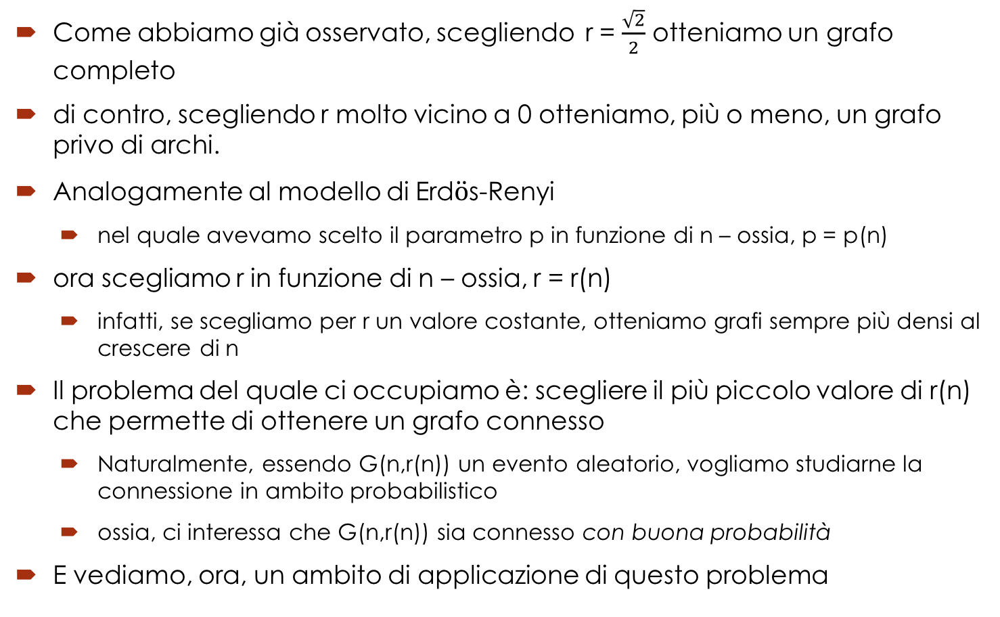 Come abbiamo già osservato, scegliendo r = √2/2 otteniamo un grafo
completo
di contro, scegliendo r molto vicino a 0 otteniamo, più o meno, un grafo
privo di archi.
Analogamente al modello di Erdös-Renyi
nel quale avevamo scelto il parametro p in funzione di n – ossia, p = p(n)
ora scegliamo r in funzione di n – ossia, r = r(n)
infatti, se scegliamo per r un valore costante, otteniamo grafi sempre più densi al
crescere di n
Il problema del quale ci occupiamo è: scegliere il più piccolo valore di r(n)
che permette di ottenere un grafo connesso
Naturalmente, essendo G(n,r(n)) un evento aleatorio, vogliamo studiarne la
connessione in ambito probabilistico
ossia, ci interessa che G(n,r(n)) sia connesso con buona probabilità
E vediamo, ora, un ambito di applicazione di questo problema